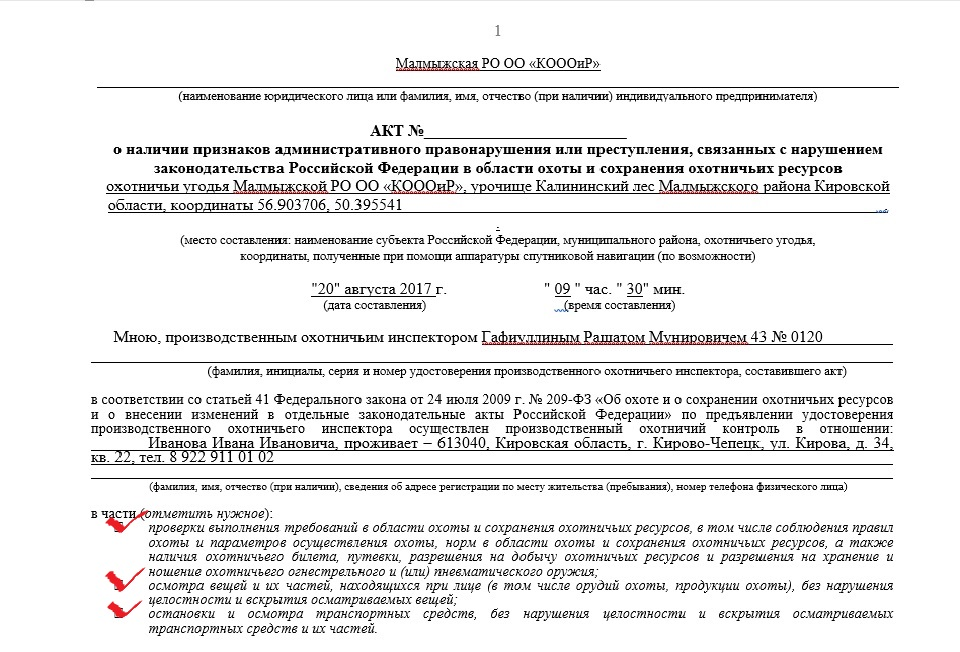 1
Малмыжская РО ОО «КОООиР»
(наименование юридического лица или фамилия, имя, отчество (при наличии) индивидуального предпринимателя)
АКТ №
о наличии признаков административного правонарушения или преступления, связанных с нарушением
законодательства Российской Федерации в области охоты и сохранения охотничьих ресурсов
охотничьи угодья Малмыжской РО ОО «КОООиР», урочище Калининский лес Малмыжского района Кировской
области, координаты 56.903706, 50.395541
.
(место составления: наименование субъекта Российской Федерации, муниципального района, охотничьего угодья,
координаты, полученные при помощи аппаратуры спутниковой навигации (по возможности)
"20" августа 2017 г. " 09 " час. " 30" мин.
(дата составления) (время составления)
Мною, производственным охотничьим инспектором Гафиуллиным Рашатом Мунировичем 43 № 0120
(фамилия, инициалы, серия и номер удостоверения производственного охотничьего инспектора, составившего акт)
в соответствии со статьей 41 Федерального закона от 24 июля 2009 г. № 209-ФЗ «Об охоте и о сохранении охотничьих ресурсов
и о внесении изменений в отдельные законодательные акты Российской Федерации» по предъявлении удостоверения
производственного охотничьего инспектора осуществлен производственный охотничий контроль в отношении:
Иванова Ивана Ивановича, проживает – 613040, Кировская область, г. Кирово-Чепецк, ул. Кирова, д. 34,
кв. 22, тел. 8 922 911 01 02
(фамилия, имя, отчество (при наличии), сведения об адресе регистрации по месту жительства (пребывания), номер телефона физического лица)
в части (отметить нужное):
проверки выполнения требований в области охоты и сохранения охотничьих ресурсов, в том числе соблюдения правил
охоты и параметров осуществления охоты, норм в области охоты и сохранения охотничьих ресурсов, а также
наличия охотничьего билета, путевки, разрешения на добычу охотничьих ресурсов и разрешения на хранение и
ношение охотничьего огнестрельного и (или) пневматического оружия;
осмотра вещей и их частей, находящихся при лице (в том числе орудий охоты, продукции охоты), без нарушения
целостности и вскрытия осматриваемых вещей;
остановки и осмотра транспортных средств, без нарушения целостности и вскрытия осматриваемых
транспортных средств и их частей.